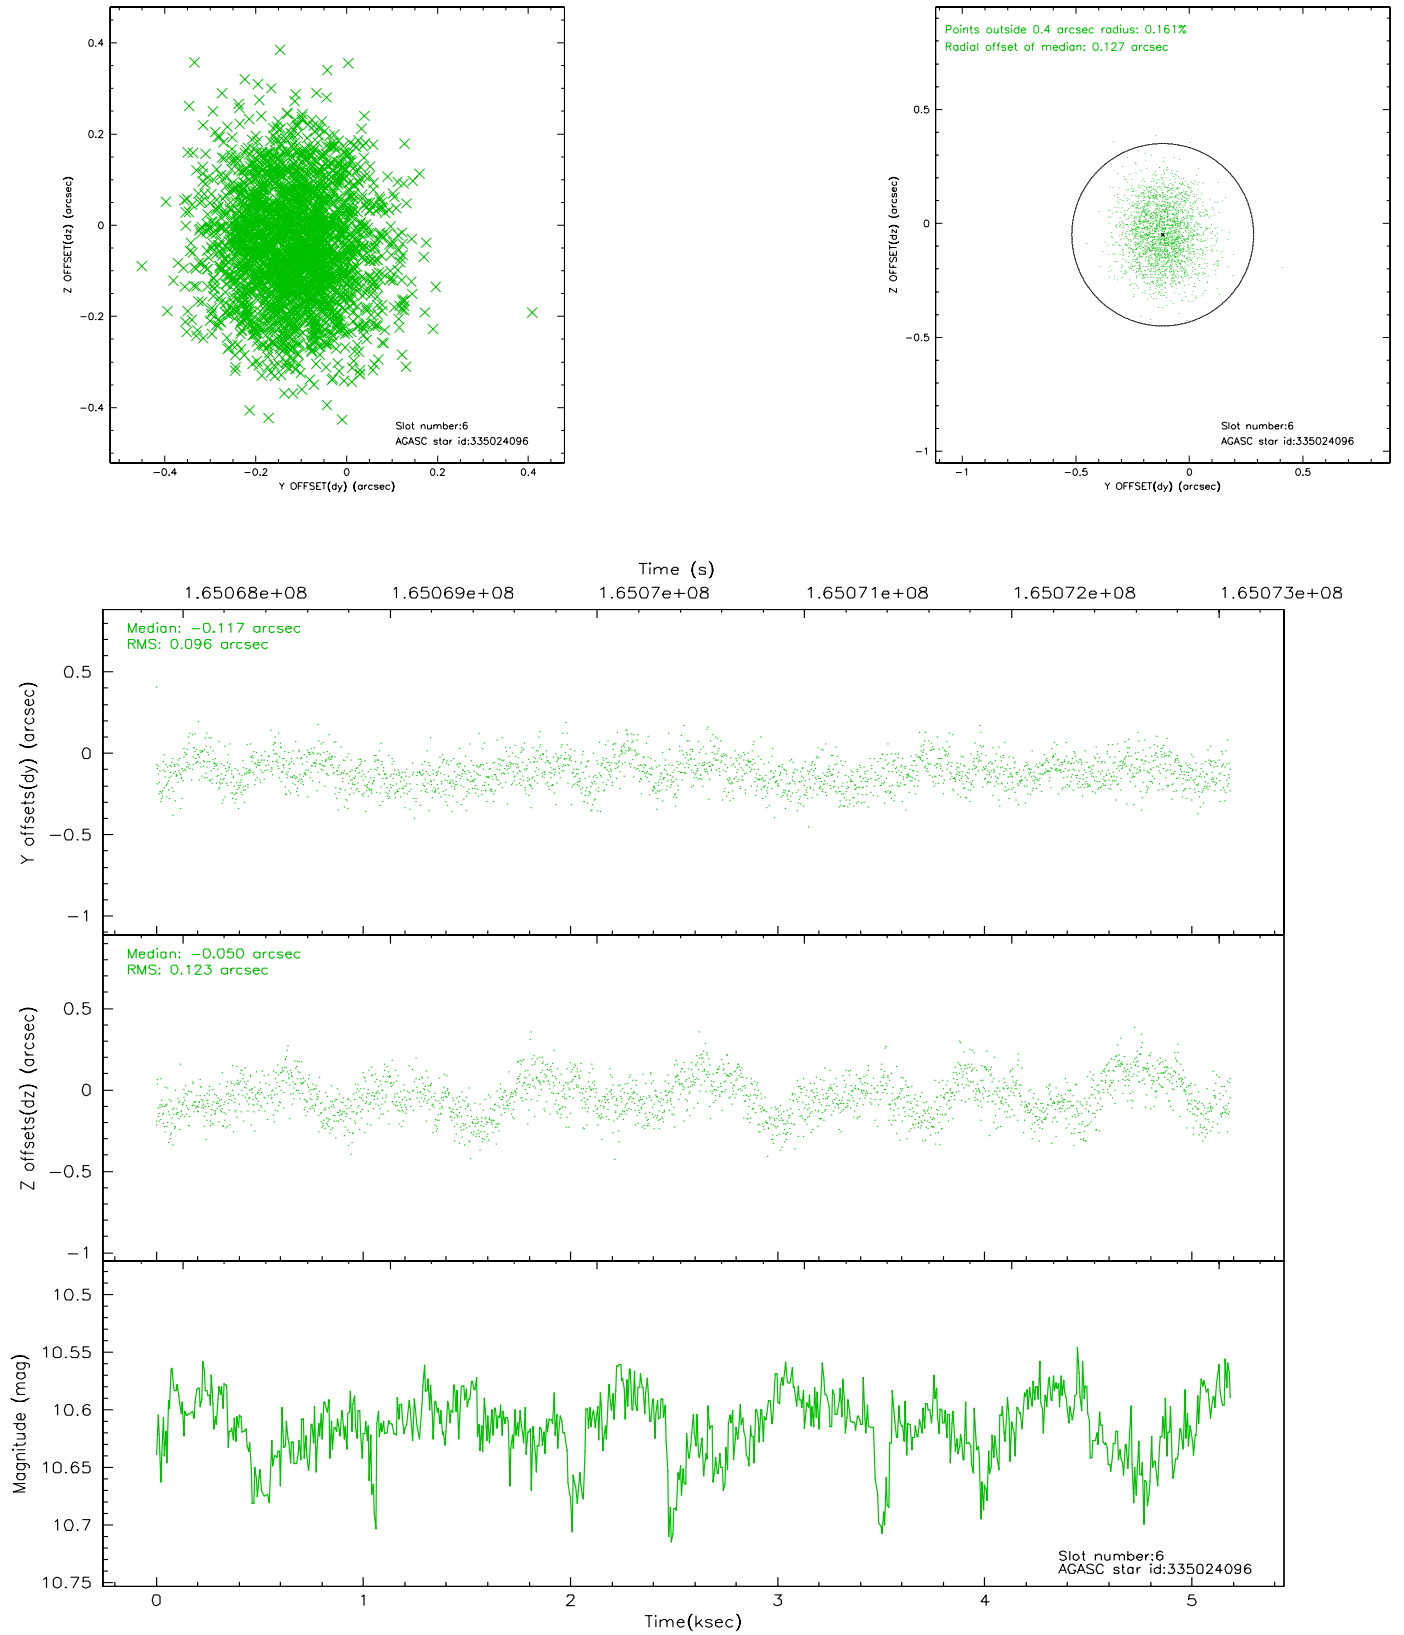 0.4
0.2
0
−0.2
−0.4
Z OFFSET(dz) (arcsec)
Slot number:6
AGASC star id:335024096
−0.4
−0.2
0
0.2
0.4
Y OFFSET(dy) (arcsec)
Points outside 0.4 arcsec radius: 0.161%
Radial offset of median: 0.127 arcsec
0.5
0
−0.5
−1
Z OFFSET(dz) (arcsec)
Slot number:6
AGASC star id:335024096
−1
−0.5
0
0.5
Y OFFSET(dy) (arcsec)
Time (s)
1.65068e+08
1.65069e+08
1.6507e+08
1.65071e+08
1.65072e+08
1.65073e+08
Median: −0.117 arcsec
RMS: 0.096 arcsec
0.5
0
−0.5
−1
Y offsets(dy) (arcsec)
Median: −0.050 arcsec
RMS: 0.123 arcsec
0.5
0
−0.5
−1
Z offsets(dz) (arcsec)
10.5
10.55
10.6
10.65
10.7
10.75
Magnitude (mag)
Slot number:6
AGASC star id:335024096
0
1
2
3
4
5
Time(ksec)